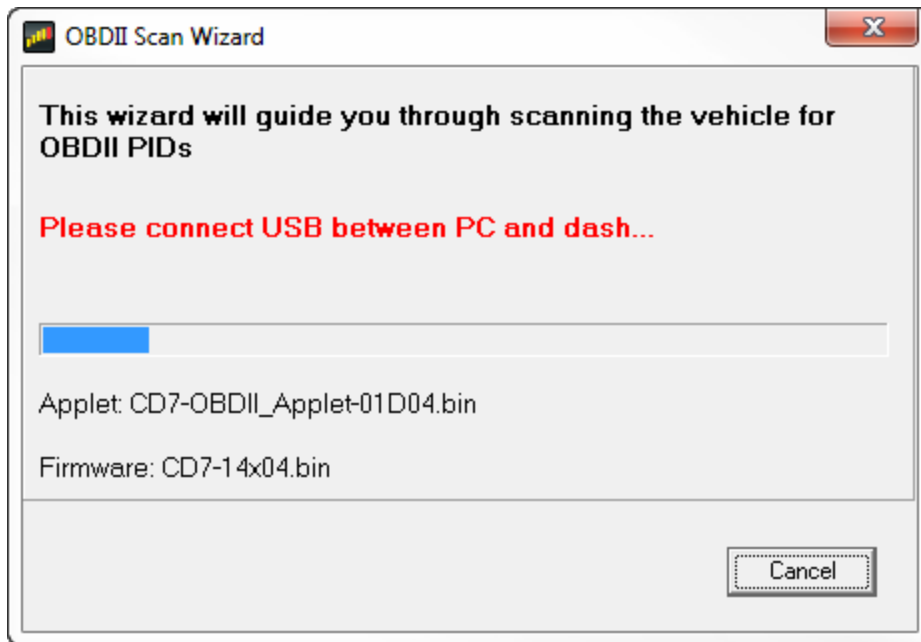 OBDII Scan Wizard
This wizard will guide you through scanning the vehicle for
OBDII PIDs
Please connect USB between PC and dash...
Applet: CD7-OBDII_Applet-01D04.bin
Firmware: CD7-14x04.bin
Cancel